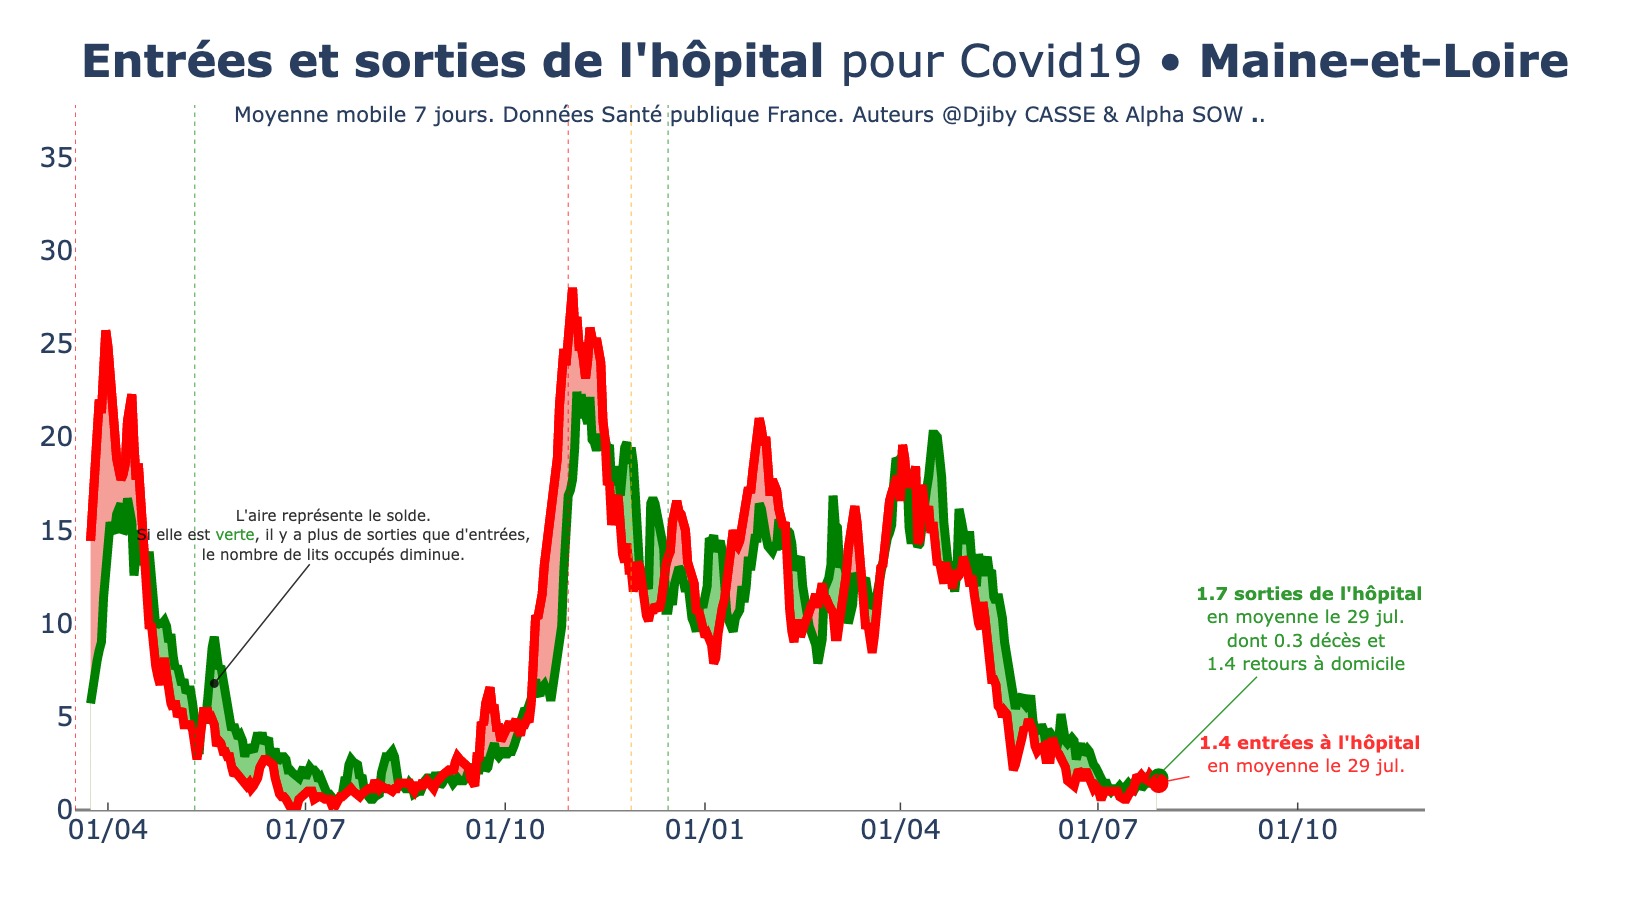 Entrées et sorties de l'hôpital pour Covid19 • Maine-et-Loire
Moyenne mobile 7 jours. Données Santé publique France. Auteurs @Djiby CASSE & Alpha SOW ..
35
30
25
20
15
10
5
0
L'aire représente le solde.
Si elle est verte, il y a plus de sorties que d'entrées,
le nombre de lits occupés diminue.
1.7 sorties de l'hôpital
en moyenne le 29 jul.
dont 0.3 décès et
1.4 retours à domicile
1.4 entrées à l'hôpital
en moyenne le 29 jul.
01/04 01/07 01/10 01/01 01/04 01/07 01/10